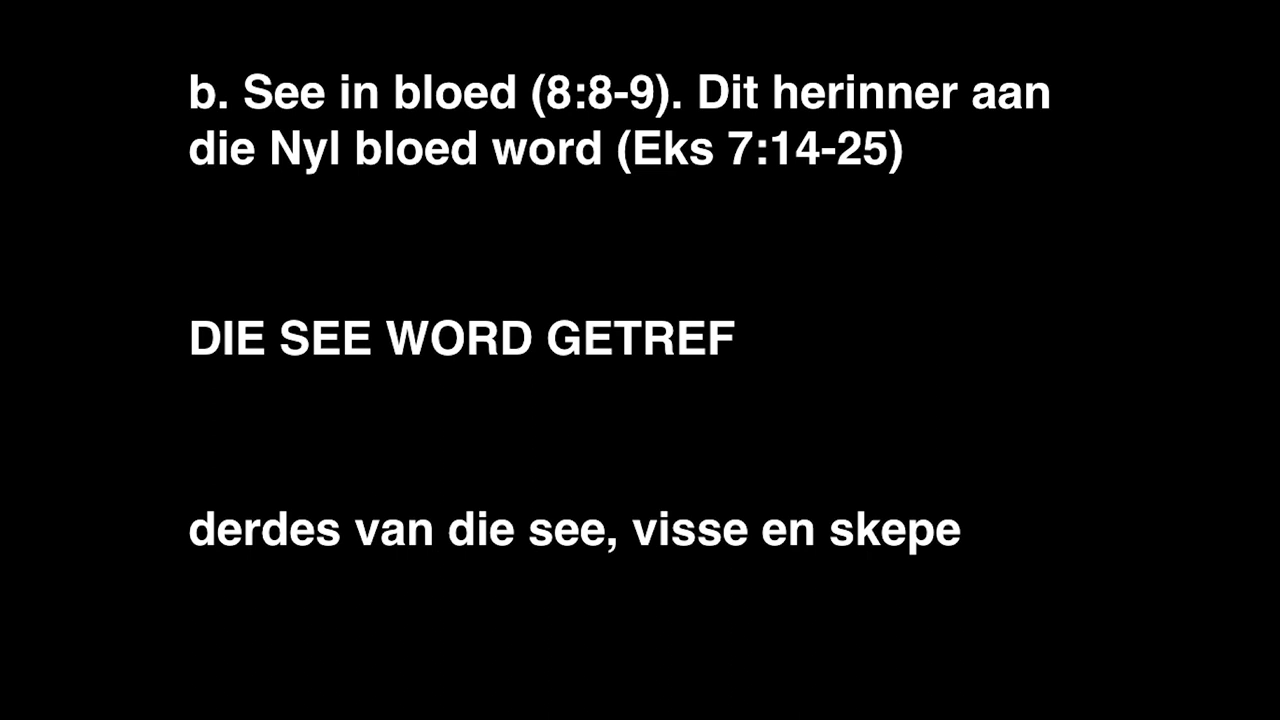 b. See in bloed (8:8-9). Dit herinner aan
die Nyl bloed word (Eks 7:14-25)
DIE SEE WORD GETREF
derdes van die see, visse en skepe